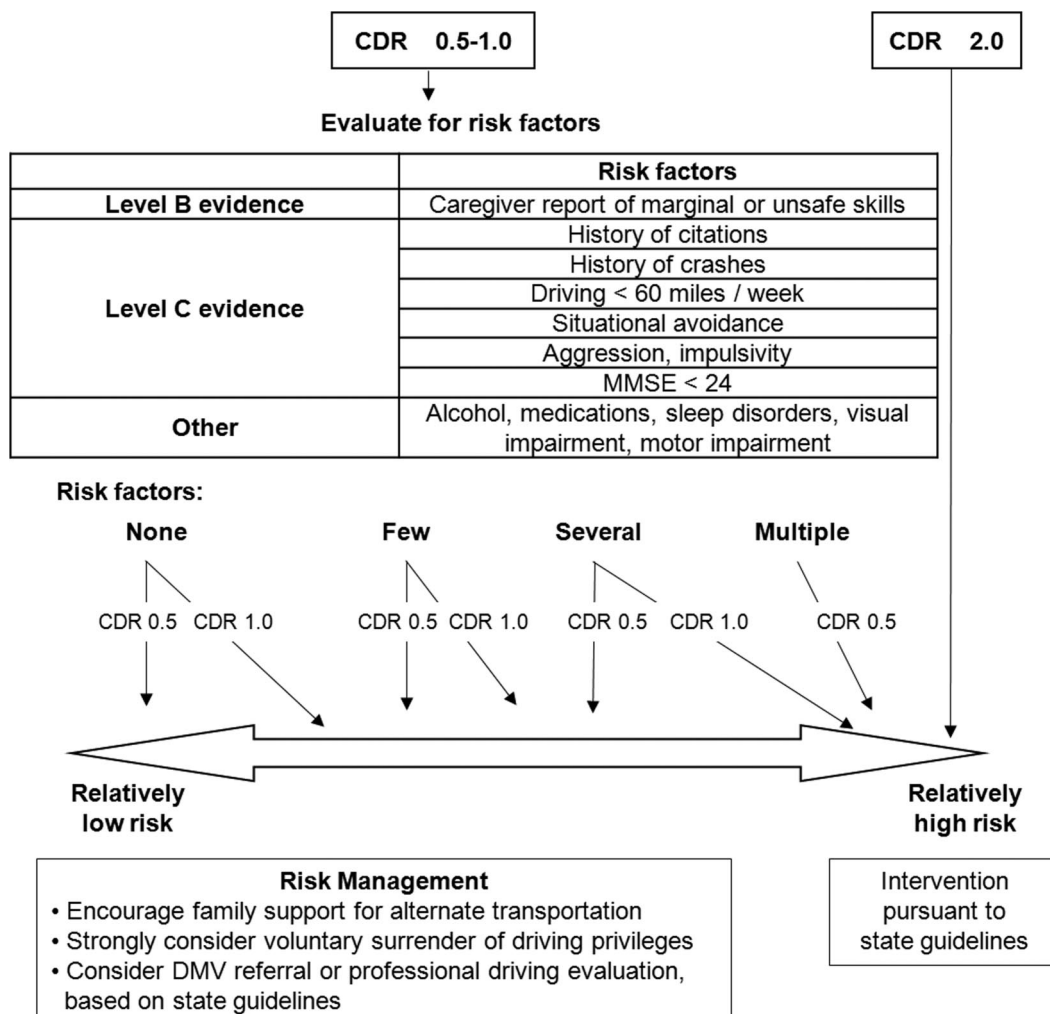 CDR 0.5-1.0
CDR 2.0
Evaluate for risk factors
Risk factors
Level B evidence
Caregiver report of marginal or unsafe skills
Level C evidence
History of citations
History of crashes
Driving < 60 miles / week
Situational avoidance
Aggression, impulsivity
MMSE < 24
Other
Alcohol, medications, sleep disorders, visual
impairment, motor impairment
Risk factors:
None
Few
Several
Multiple
CDR 0.5
CDR 1.0
CDR 0.5
CDR 1.0
CDR 0.5
CDR 1.0
CDR 0.5
Relatively
low risk
Relatively
high risk
Risk Management
• Encourage family support for alternate transportation
• Strongly consider voluntary surrender of driving privileges
• Consider DMV referral or professional driving evaluation,
based on state guidelines
Intervention
pursuant to
state guidelines